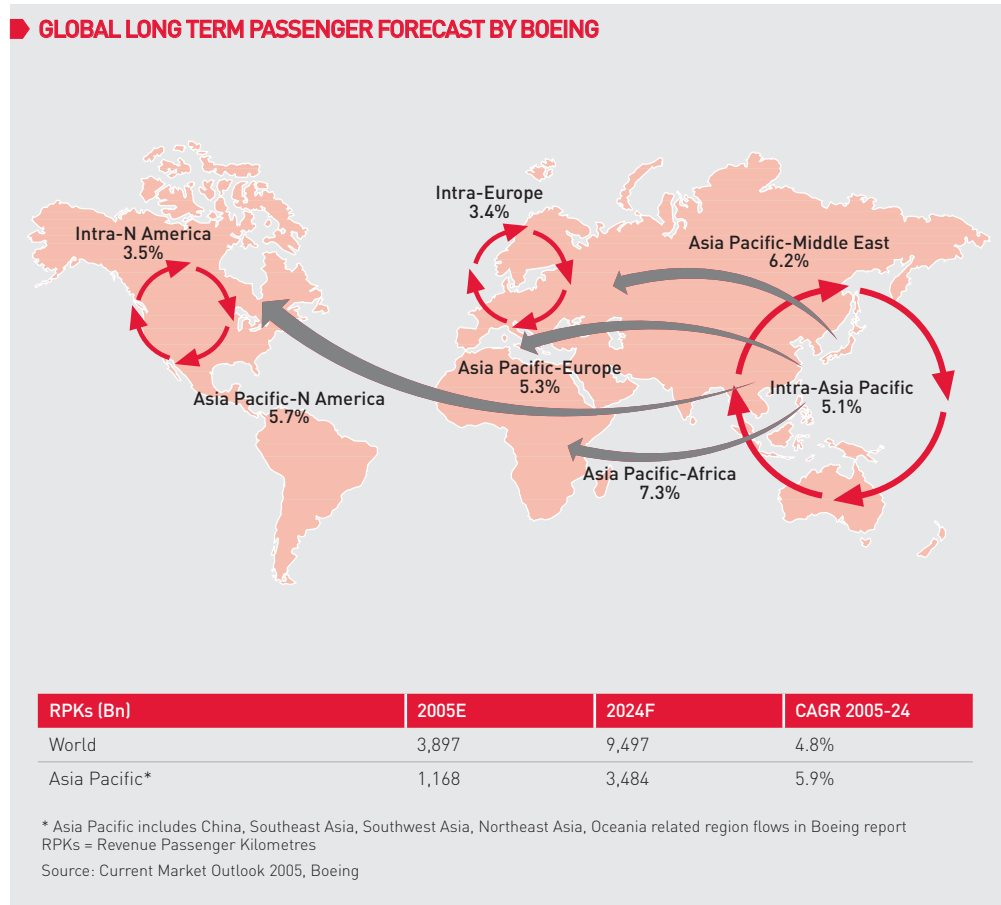 GLOBAL LONG TERM PASSENGER FORECAST BY BOEING
Intra-Europe
3.4%
Intra-N America
3.5%
Asia Pacific-Middle East
6.2%
Asia Pacific-Europe
5.3%
Intra-Asia Pacific
5.1%
Asia Pacific-N America
5.7%
Asia Pacific-Africa
7.3%
RPKs (Bn) 2005E 2024F CAGR 2005-24
World 3,897 9,497 4.8%
Asia Pacific* 1,168 3,484 5.9%
* Asia Pacific includes China, Southeast Asia, Southwest Asia, Northeast Asia, Oceania related region flows in Boeing report
RPKs = Revenue Passenger Kilometres
Source: Current Market Outlook 2005, Boeing